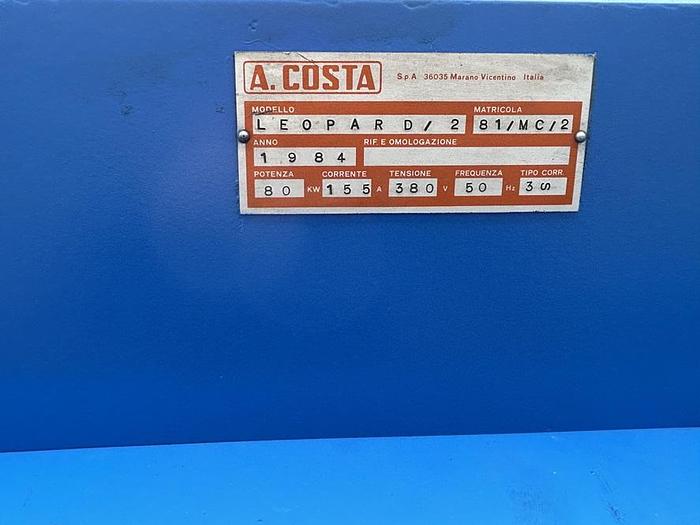 A. COSTA S.p.A 36035 Marano Vicentino Italia
MODELLO MATRICOLA
LEOPARD/2 81/MC/2
ANNO RIF E OMOLOGAZIONE
1984
POTENZA CORRENTE TENSIONE FREQUENZA TIPO CORR.
80 KW 155 A 380 V 50 Hz 3S